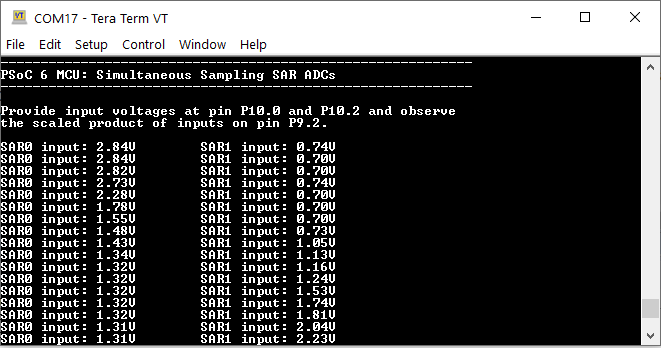 COM17 - Tera Term VT
File Edit Setup Control Window Help
-----------------------------------------------------------
PSoC 6 MCU: Simultaneous Sampling SAR ADCs
-----------------------------------------------------------
Provide input voltages at pin P10.0 and P10.2 and observe
the scaled product of inputs on pin P9.2.
SAR0 input: 2.84V SAR1 input: 0.74V
SAR0 input: 2.84V SAR1 input: 0.70V
SAR0 input: 2.82V SAR1 input: 0.70V
SAR0 input: 2.73V SAR1 input: 0.74V
SAR0 input: 2.28V SAR1 input: 0.70V
SAR0 input: 1.78V SAR1 input: 0.70V
SAR0 input: 1.55V SAR1 input: 0.70V
SAR0 input: 1.48V SAR1 input: 0.73V
SAR0 input: 1.43V SAR1 input: 1.05V
SAR0 input: 1.34V SAR1 input: 1.13V
SAR0 input: 1.32V SAR1 input: 1.16V
SAR0 input: 1.32V SAR1 input: 1.24V
SAR0 input: 1.32V SAR1 input: 1.53V
SAR0 input: 1.32V SAR1 input: 1.74V
SAR0 input: 1.32V SAR1 input: 1.81V
SAR0 input: 1.31V SAR1 input: 2.04V
SAR0 input: 1.31V SAR1 input: 2.23V